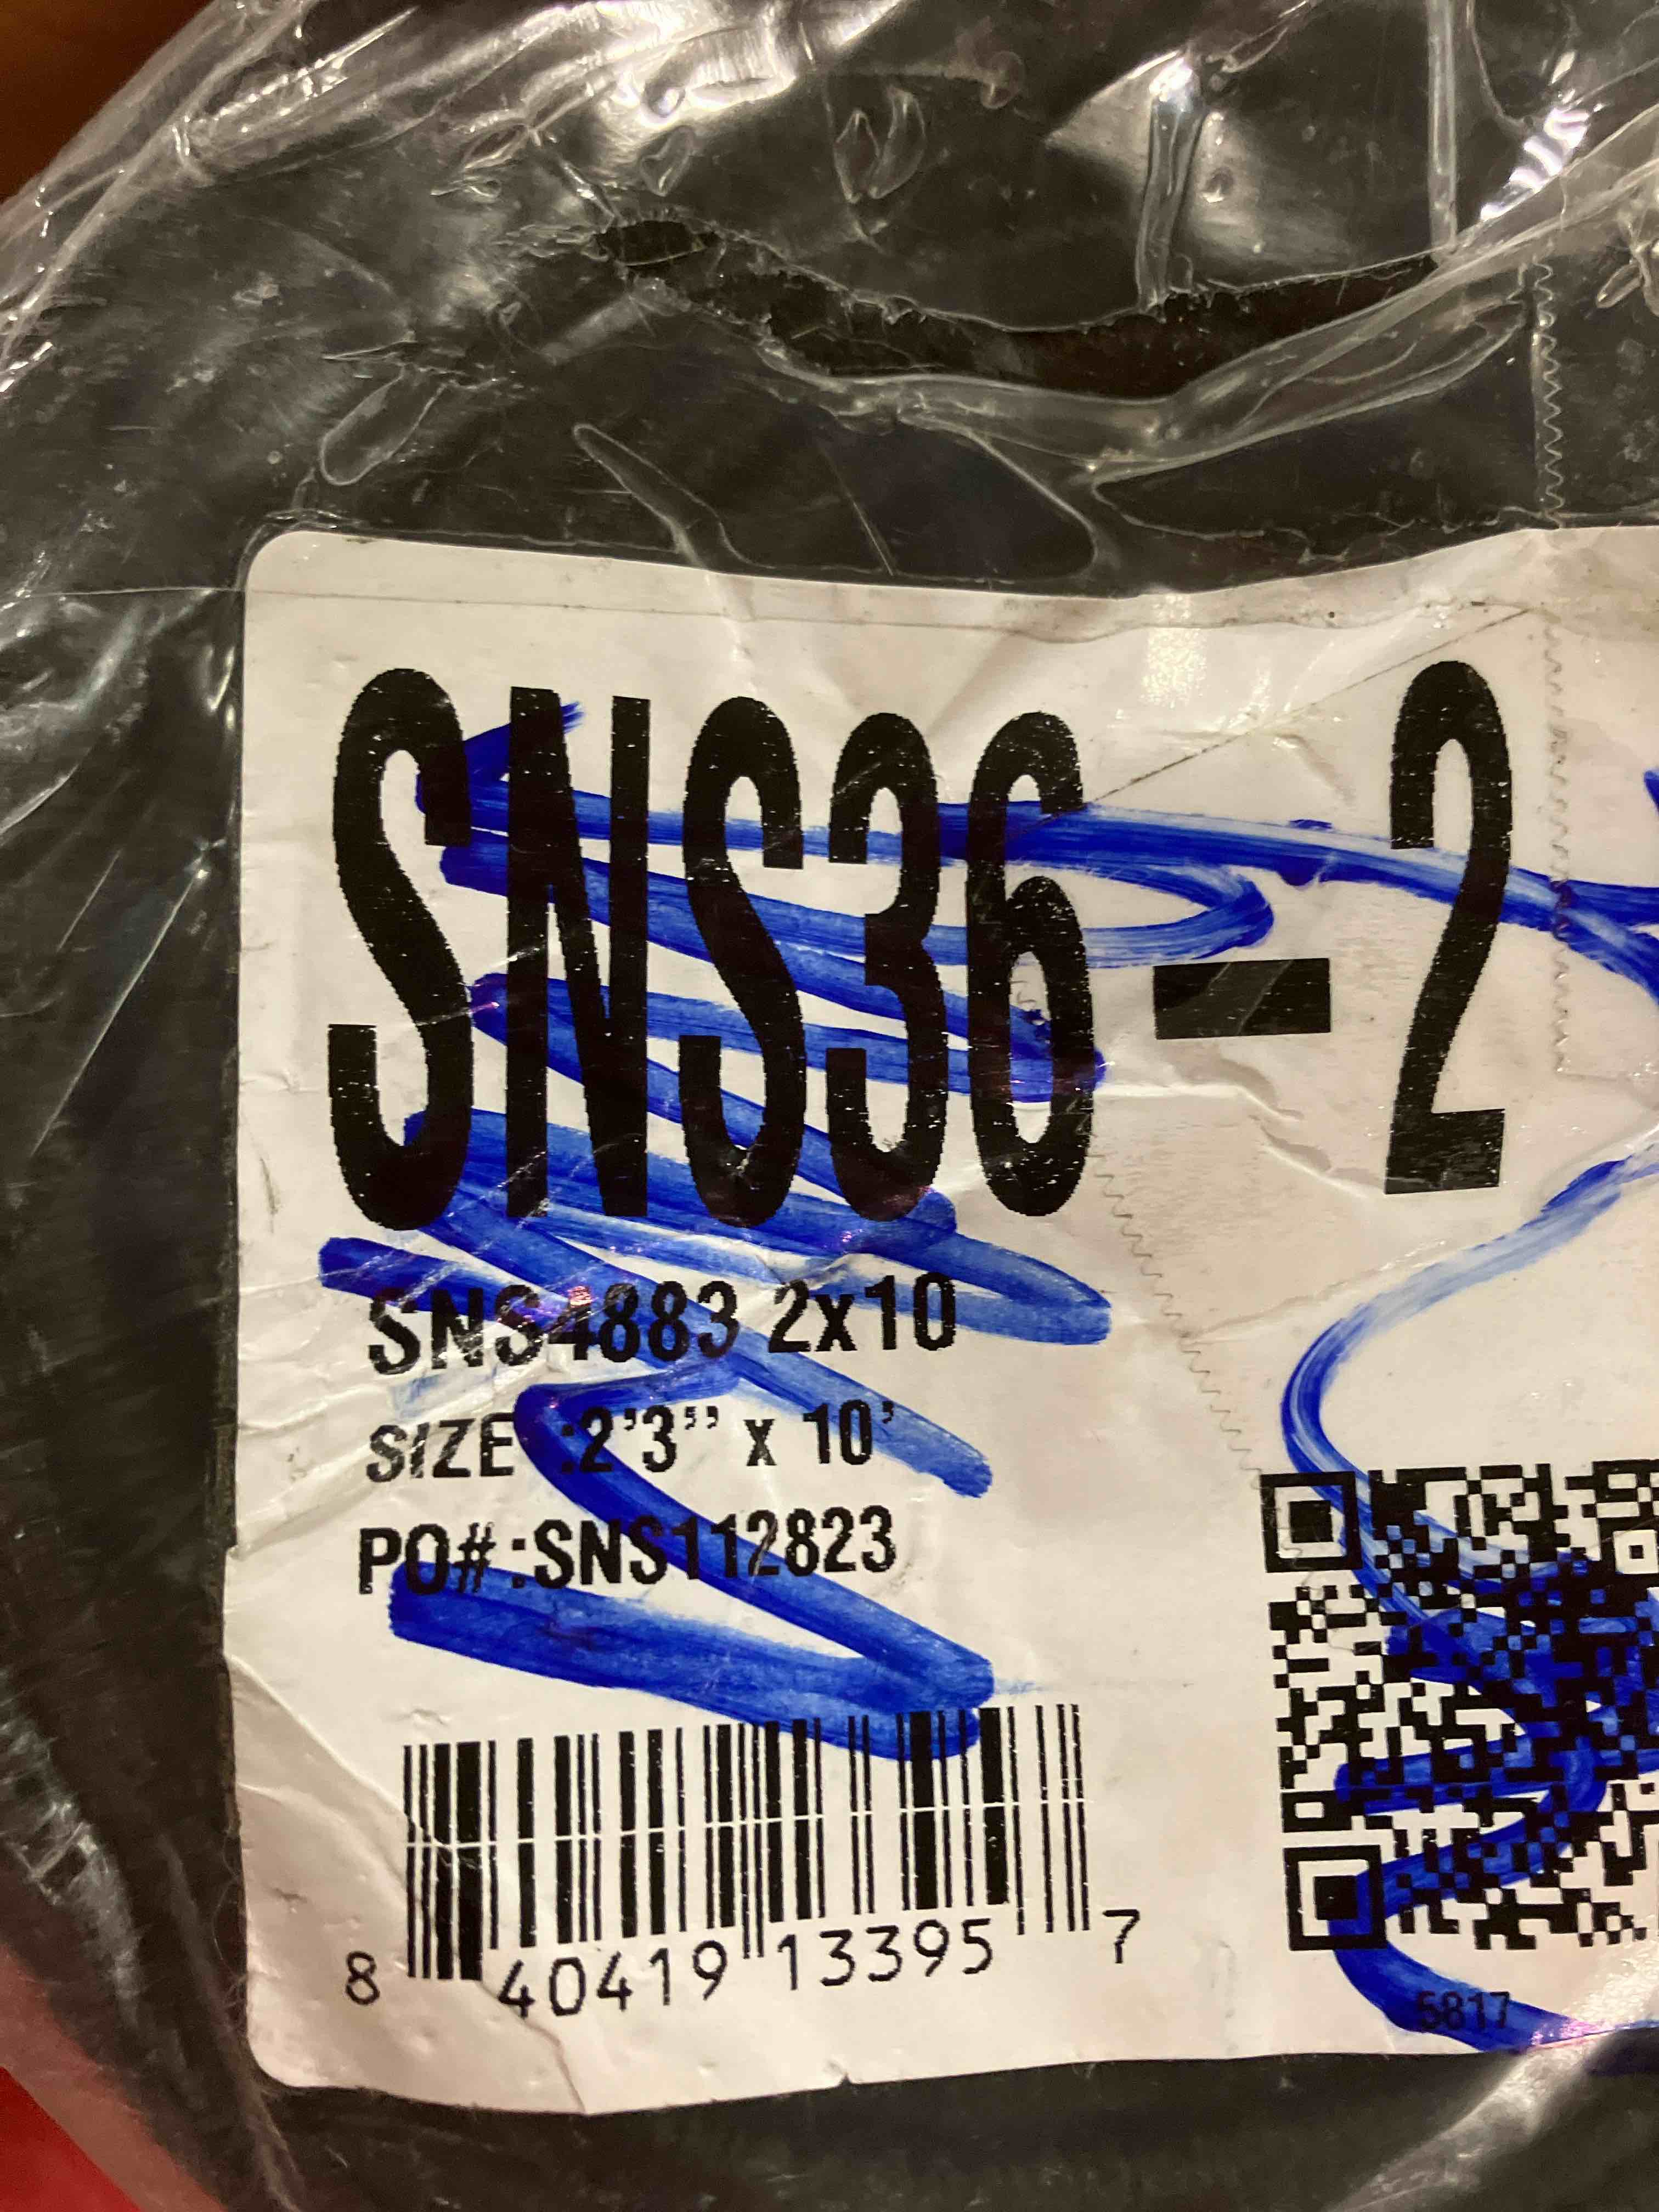 SNS36-2
SNS4883 2x10
SIZE :2'3" x 10'
PO# :SNS112823
8 40419 13395 7
5817